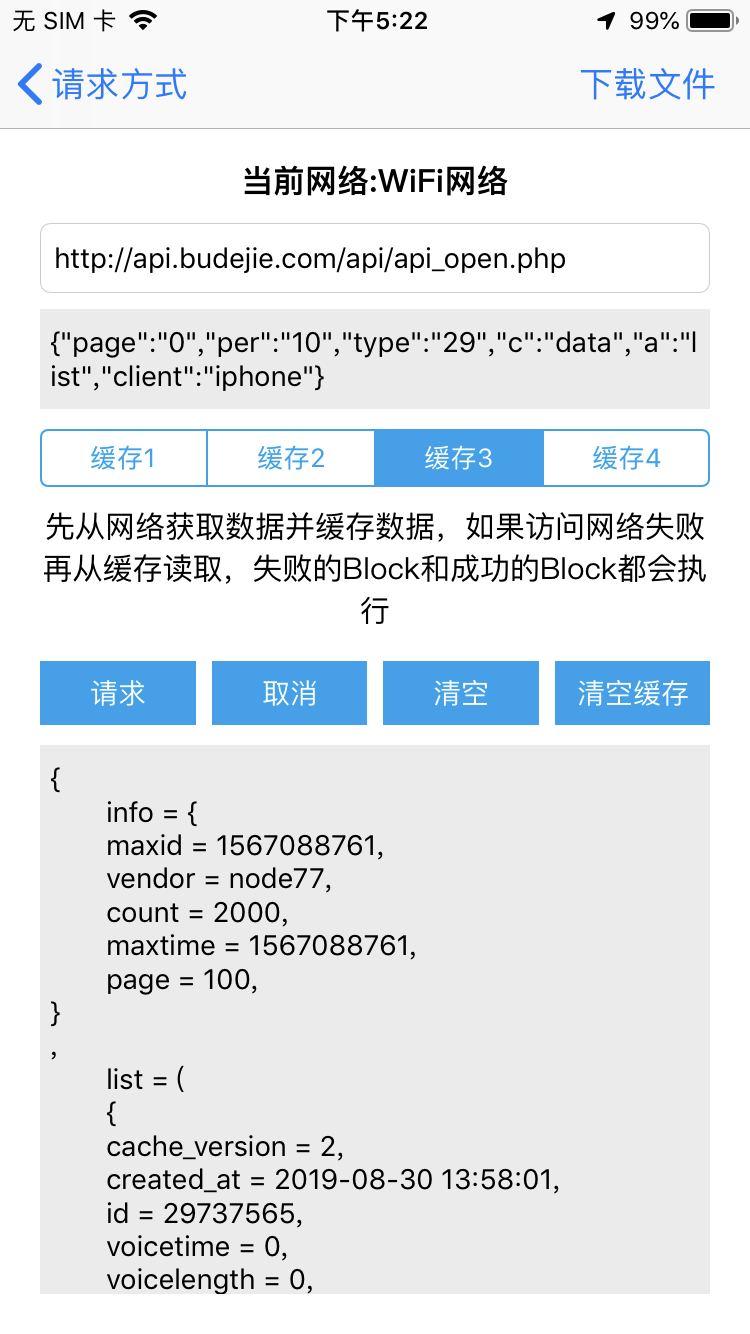 无 SIM 卡 下午5:22 99%
请求方式 下载文件
当前网络:WiFi网络
http://api.budejie.com/api/api_open.php
{"page":"0","per":"10","type":"29","c":"data","a":"l
ist","client":"iphone"}
缓存1 缓存2 缓存3 缓存4
先从网络获取数据并缓存数据，如果访问网络失败
再从缓存读取，失败的Block和成功的Block都会执
行
请求 取消 清空 清空缓存
{
info = {
maxid = 1567088761,
vendor = node77,
count = 2000,
maxtime = 1567088761,
page = 100,
}
,
list = (
{
cache_version = 2,
created_at = 2019-08-30 13:58:01,
id = 29737565,
voicetime = 0,
voicelength = 0,